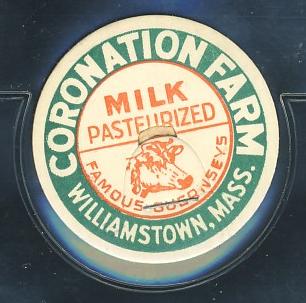 CORONATION FARM
MILK
PASTEURIZED
FAMOUS
WILLIAMSTOWN, MASS.